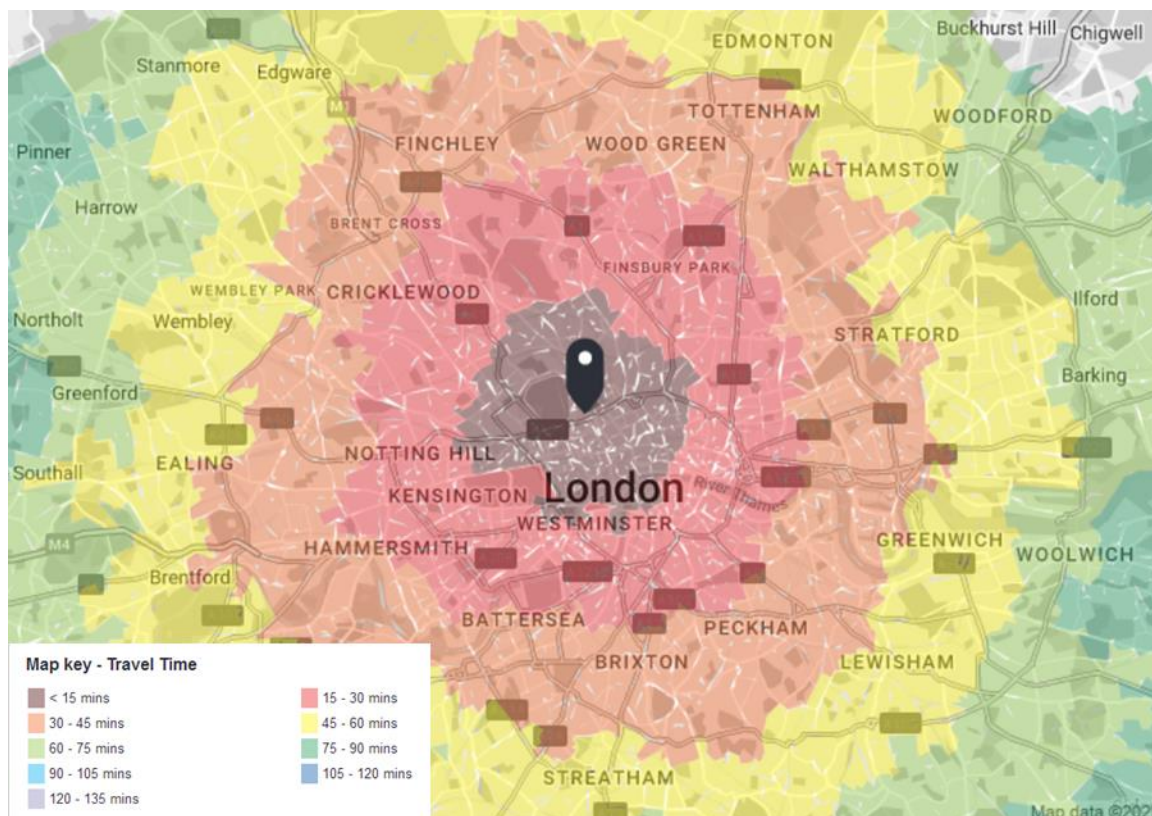 Buckhurst Hill
Chigwell
EDMONTON
Stanmore
Edgware
M1
TOTTENHAM
WOODFORD
FINCHLEY
WOOD GREEN
Pinner
WALTHAMSTOW
Harrow
BRENT CROSS
FINSBURY PARK
WEMBLEY PARK
CRICKLEWOOD
Ilford
Northolt
Wembley
STRATFORD
Barking
Greenford
NOTTING HILL
EALING
Southall
KENSINGTON
London
River Thames
WESTMINSTER
GREENWICH
M4
HAMMERSMITH
WOOLWICH
Brentford
BATTERSEA
PECKHAM
BRIXTON
LEWISHAM
STREATHAM
Map key - Travel Time
< 15 mins
15 - 30 mins
30 - 45 mins
45 - 60 mins
60 - 75 mins
75 - 90 mins
90 - 105 mins
105 - 120 mins
120 - 135 mins
Map data ©202